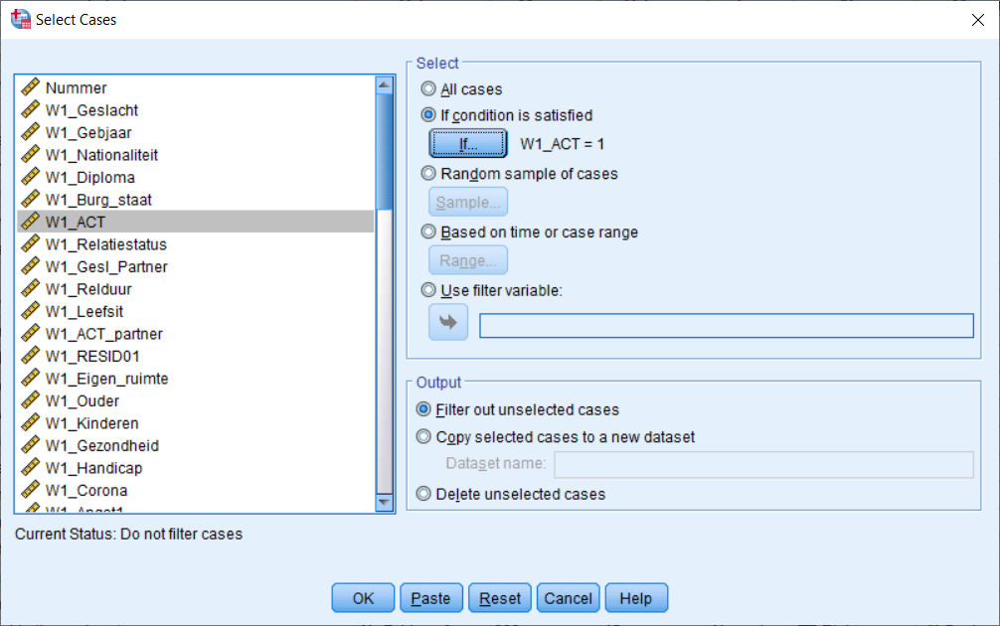 Select Cases
Nummer
W1_Geslacht
W1_Gebjaar
W1_Nationaliteit
W1_Diploma
W1_Burg_staat
W1_ACT
W1_Relatiestatus
W1_Gesl_Partner
W1_Relduur
W1_Leefsit
W1_ACT_partner
W1_RESID01
W1_Eigen_ruimte
W1_Ouder
W1_Kinderen
W1_Gezondheid
W1_Handicap
W1_Corona
Current Status: Do not filter cases
Select
All cases
If condition is satisfied
If... W1_ACT = 1
Random sample of cases
Sample...
Based on time or case range
Range...
Use filter variable:
Output
Filter out unselected cases
Copy selected cases to a new dataset
Dataset name:
Delete unselected cases
OK Paste Reset Cancel Help